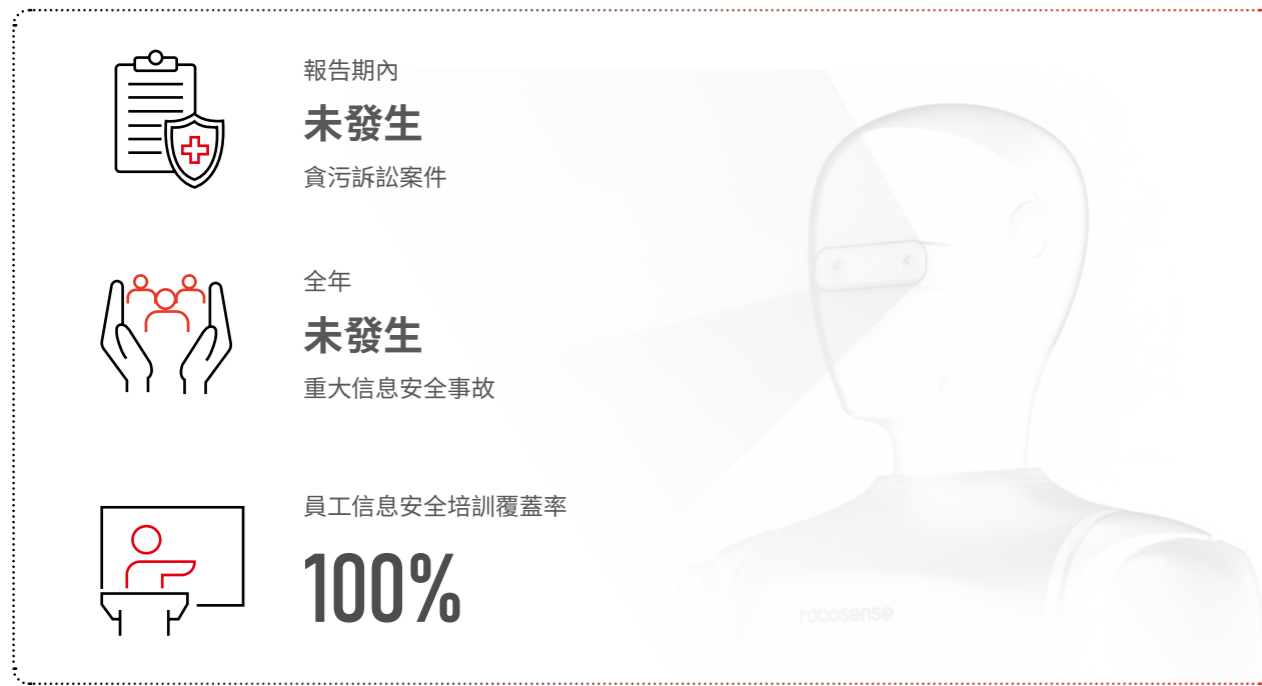 報告期內
未發生
貪污訴訟案件
全年
未發生
重大信息安全事故
員工信息安全培訓覆蓋率
100%
robosense